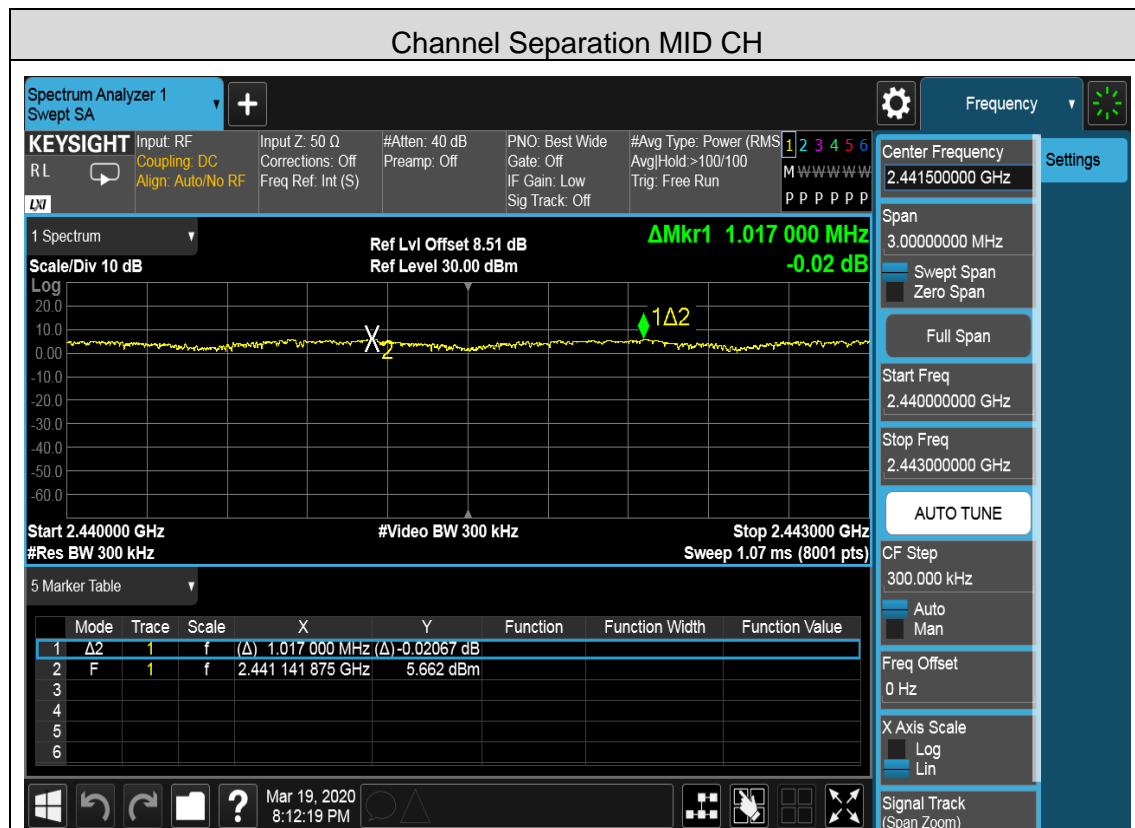 Channel Separation MID CH
Spectrum Analyzer 1
Swept SA
Frequency
KEYSIGHT
RL
LXI
Input: RF
Coupling: DC
Align: Auto/No RF
Input Z: 50 Ω
Corrections: Off
Freq Ref: Int (S)
#Atten: 40 dB
Preamp: Off
PNO: Best Wide
Gate: Off
IF Gain: Low
Sig Track: Off
#Avg Type: Power (RMS
Avg|Hold:>100/100
Trig: Free Run
1 2 3 4 5 6
M W W W W W
P P P P P P
1 Spectrum
Scale/Div 10 dB
Ref Lvl Offset 8.51 dB
Ref Level 30.00 dBm
ΔMkr1 1.017 000 MHz
-0.02 dB
Log
20.0
10.0
0.00
-10.0
-20.0
-30.0
-40.0
-50.0
-60.0
1Δ2
X2
Start 2.440000 GHz
#Res BW 300 kHz
#Video BW 300 kHz
Stop 2.443000 GHz
Sweep 1.07 ms (8001 pts)
5 Marker Table
Mode Trace Scale X Y Function Function Width Function Value
1 Δ2 1 f (Δ) 1.017 000 MHz (Δ)-0.02067 dB
2 F 1 f 2.441 141 875 GHz 5.662 dBm
3
4
5
6
Mar 19, 2020
8:12:19 PM
Center Frequency
2.441500000 GHz
Settings
Span
3.00000000 MHz
Swept Span
Zero Span
Full Span
Start Freq
2.440000000 GHz
Stop Freq
2.443000000 GHz
AUTO TUNE
CF Step
300.000 kHz
Auto
Man
Freq Offset
0 Hz
X Axis Scale
Log
Lin
Signal Track
(Span Zoom)